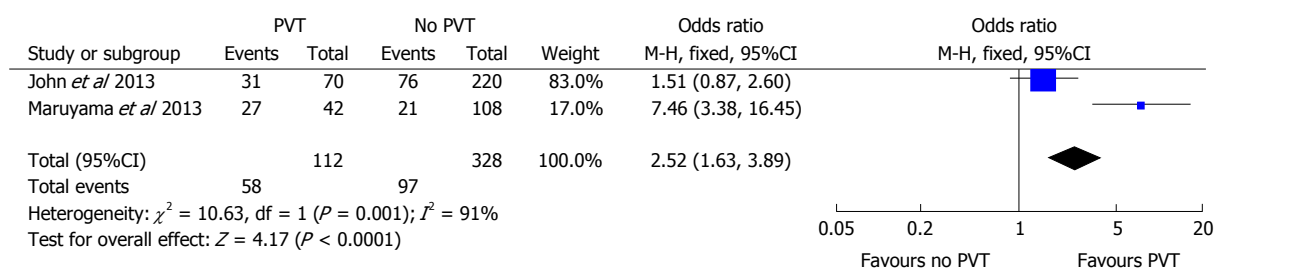 PVT No PVT Odds ratio Odds ratio
Study or subgroup Events Total Events Total Weight M-H, fixed, 95%CI M-H, fixed, 95%CI
John et al 2013 31 70 76 220 83.0% 1.51 (0.87, 2.60)
Maruyama et al 2013 27 42 21 108 17.0% 7.46 (3.38, 16.45)
Total (95%CI) 112 328 100.0% 2.52 (1.63, 3.89)
Total events 58 97
Heterogeneity: χ² = 10.63, df = 1 (P = 0.001); I² = 91%
Test for overall effect: Z = 4.17 (P < 0.0001)
0.05 0.2 1 5 20
Favours no PVT Favours PVT